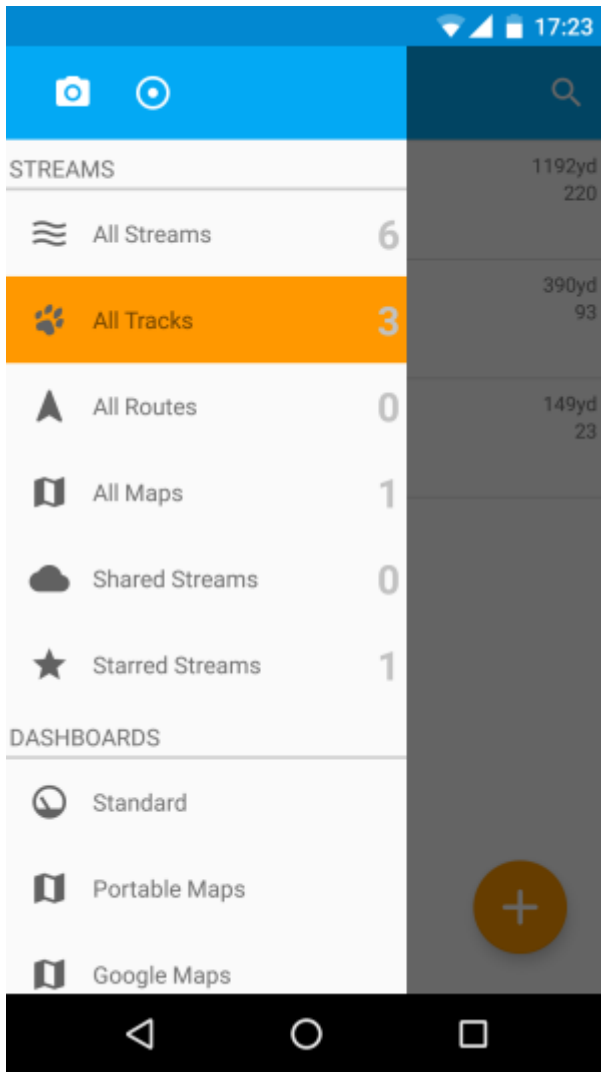 17:23
STREAMS
All Streams 6
All Tracks 3
All Routes 0
All Maps 1
Shared Streams 0
Starred Streams 1
DASHBOARDS
Standard
Portable Maps
Google Maps
1192yd
220
390yd
93
149yd
23